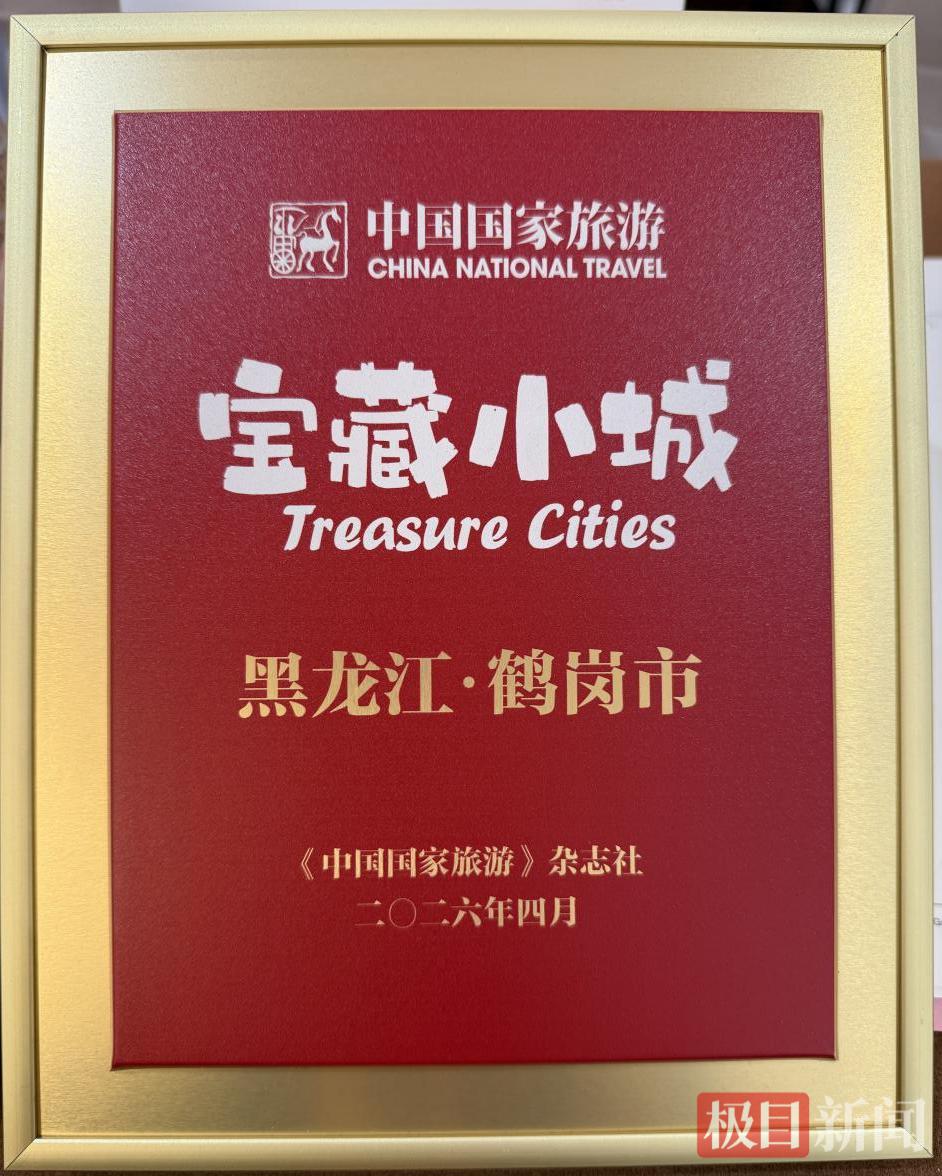 中国国家旅游
CHINA NATIONAL TRAVEL
宝藏小城
Treasure Cities
黑龙江·鹤岗市
《中国国家旅游》杂志社
二〇二六年四月
极目新闻